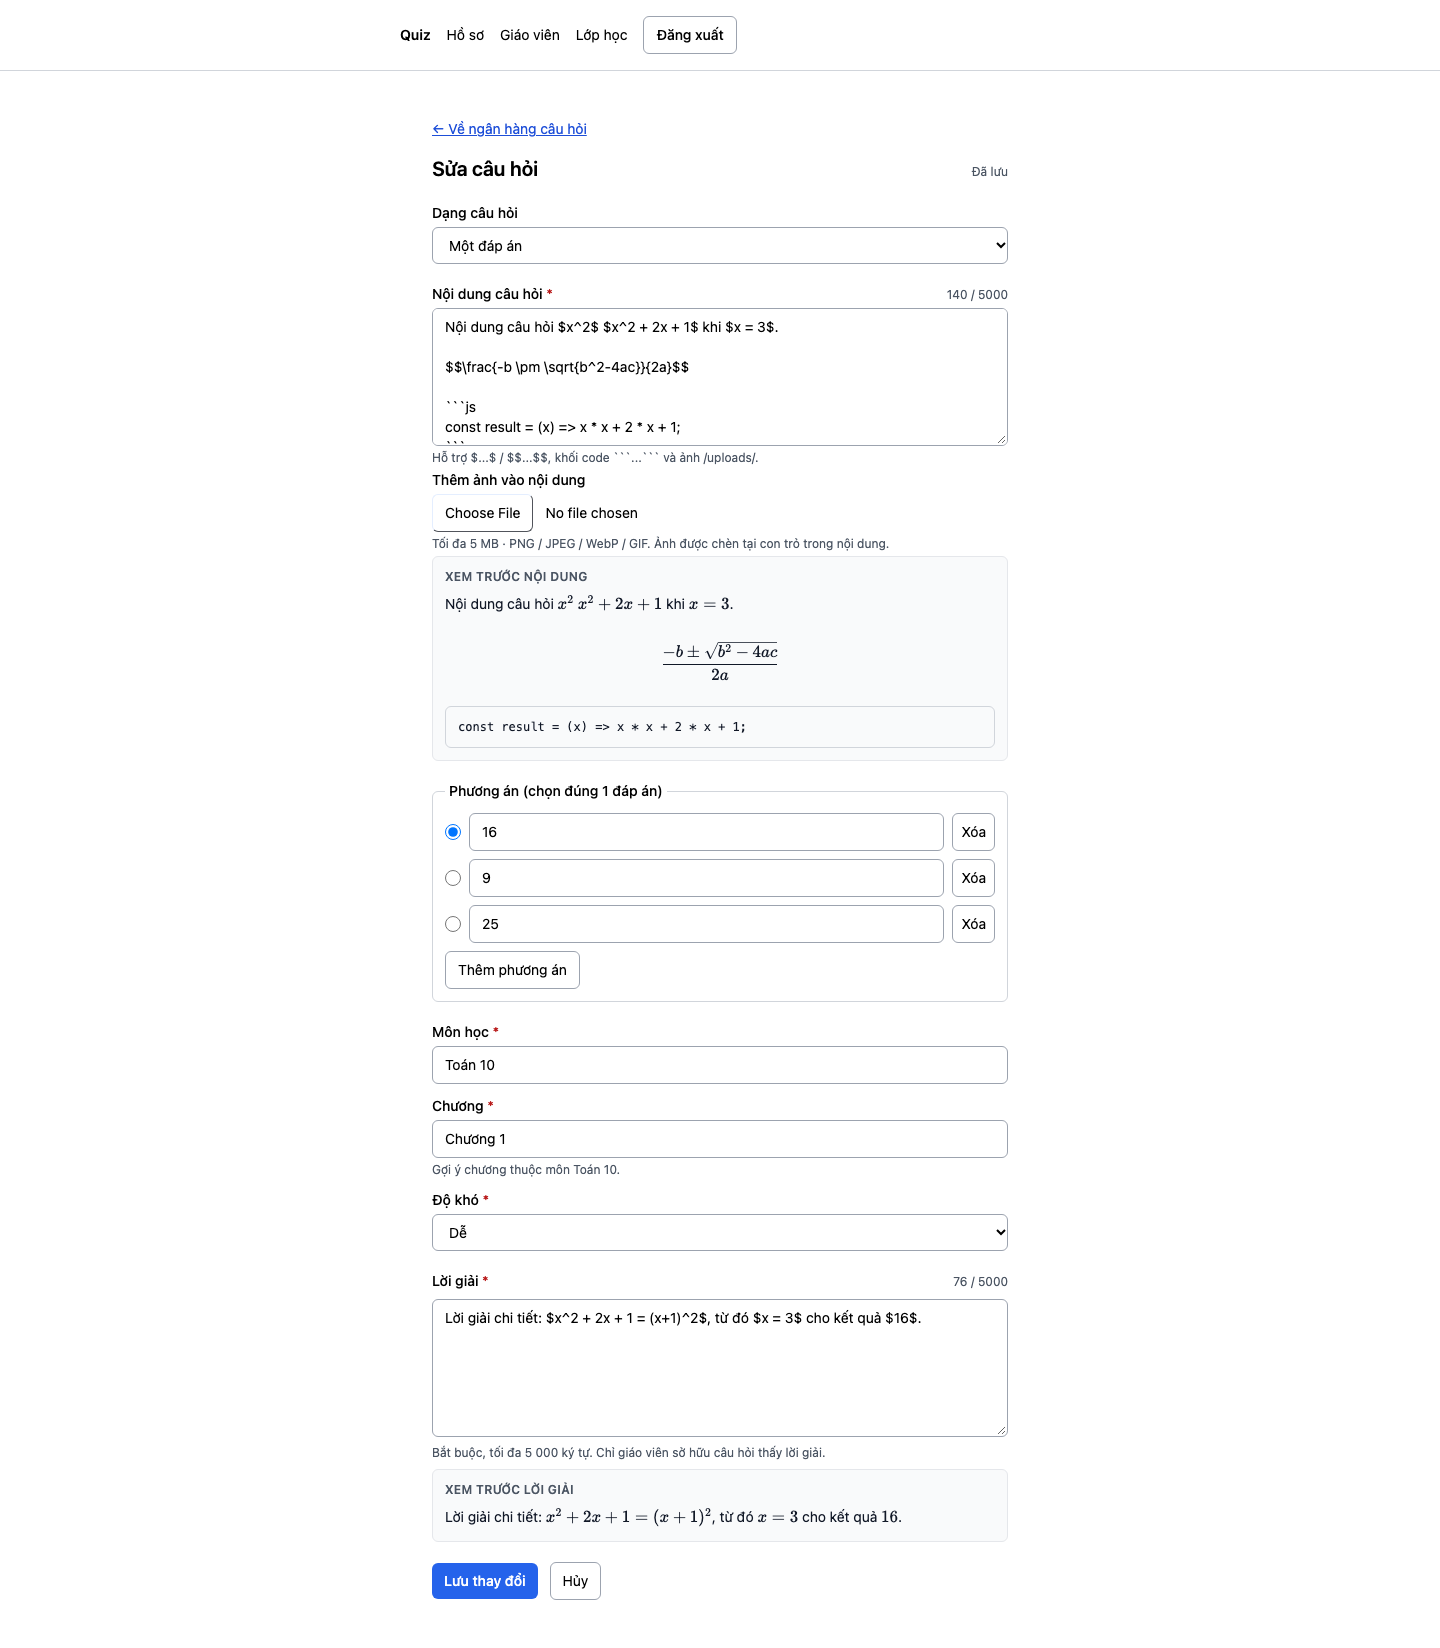 Quiz Hồ sơ Giáo viên Lớp học Đăng xuất
← Về ngân hàng câu hỏi
Sửa câu hỏi Đã lưu
Dạng câu hỏi
Một đáp án
Nội dung câu hỏi * 140 / 5000
Nội dung câu hỏi $x^2$ $x^2 + 2x + 1$ khi $x = 3$.
$$\frac{-b \pm \sqrt{b^2-4ac}}{2a}$$
```js
const result = (x) => x * x + 2 * x + 1;
```
Hỗ trợ $...$ / $$...$$, khối code ```...``` và ảnh /uploads/.
Thêm ảnh vào nội dung
Choose File No file chosen
Tối đa 5 MB · PNG / JPEG / WebP / GIF. Ảnh được chèn tại con trỏ trong nội dung.
XEM TRƯỚC NỘI DUNG
Nội dung câu hỏi x² x² + 2x + 1 khi x = 3.
−b ± √b² − 4ac
2a
const result = (x) => x * x + 2 * x + 1;
Phương án (chọn đúng 1 đáp án)
16 Xóa
9 Xóa
25 Xóa
Thêm phương án
Môn học *
Toán 10
Chương *
Chương 1
Gợi ý chương thuộc môn Toán 10.
Độ khó *
Dễ
Lời giải * 76 / 5000
Lời giải chi tiết: $x^2 + 2x + 1 = (x+1)^2$, từ đó $x = 3$ cho kết quả $16$.
Bắt buộc, tối đa 5 000 ký tự. Chỉ giáo viên sở hữu câu hỏi thấy lời giải.
XEM TRƯỚC LỜI GIẢI
Lời giải chi tiết: x² + 2x + 1 = (x + 1)², từ đó x = 3 cho kết quả 16.
Lưu thay đổi Hủy